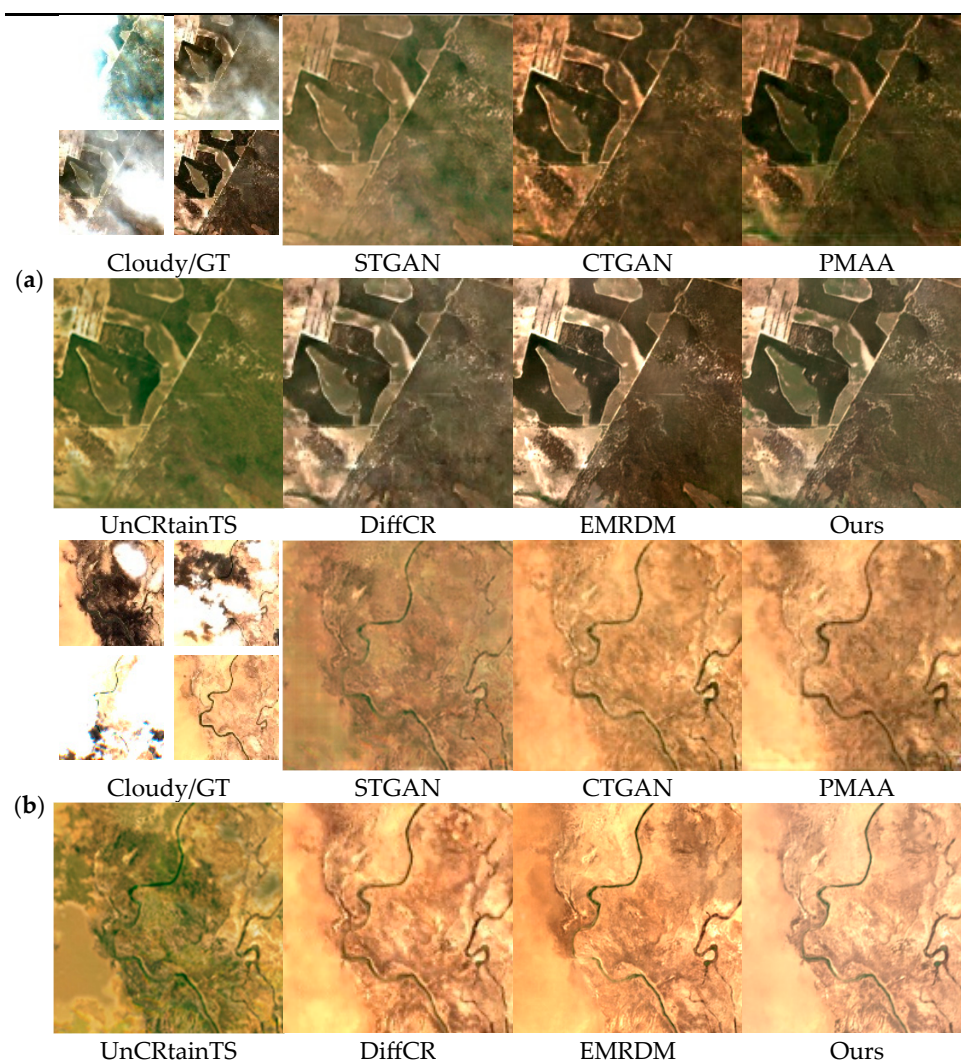 Cloudy/GT STGAN CTGAN PMAA
(a)
UnCRtainTS DiffCR EMRDM Ours
Cloudy/GT STGAN CTGAN PMAA
(b)
UnCRtainTS DiffCR EMRDM Ours